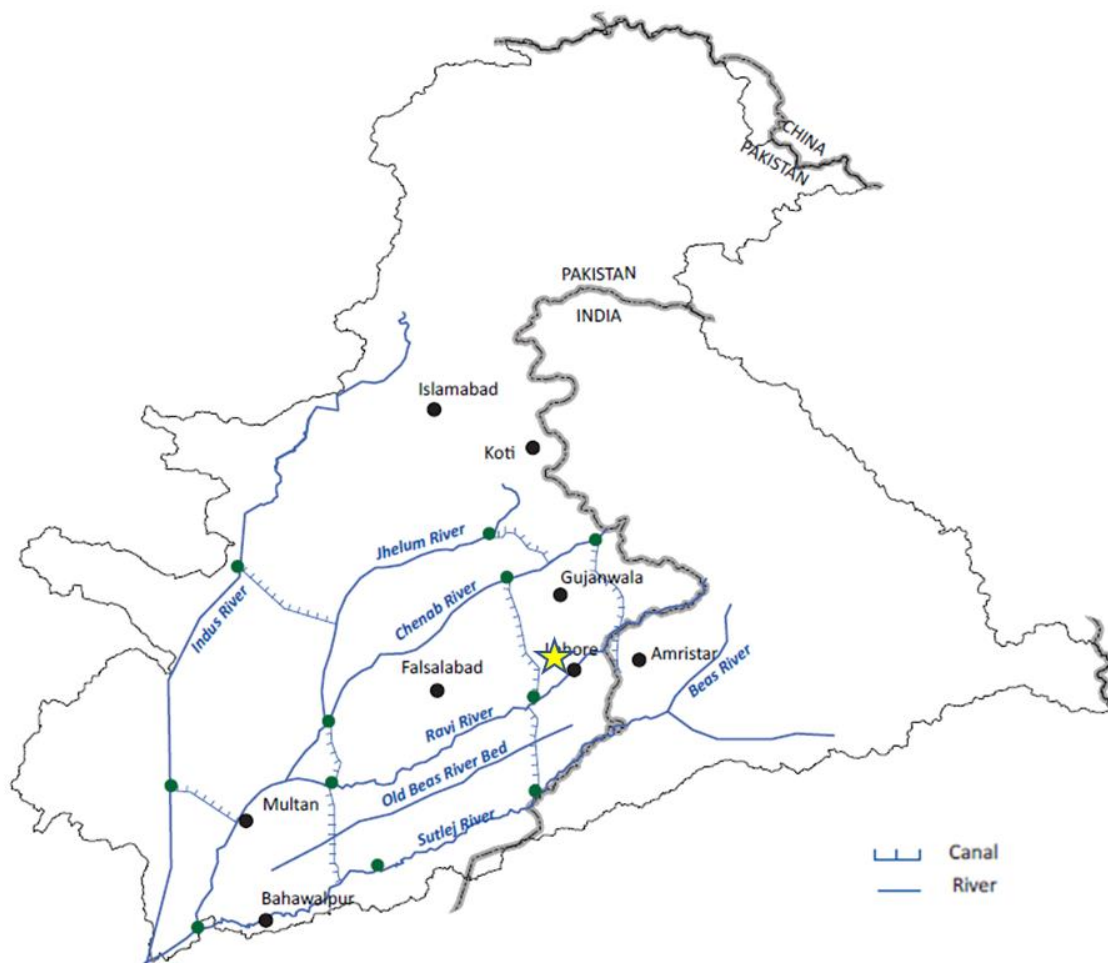 CHINA
PAKISTAN
PAKISTAN
INDIA
Islamabad
Koti
Jhelum River
Gujanwala
Indus River
Chenab River
hore
Amristar
Falsalabad
Beas River
Ravi River
Old Beas River Bed
Multan
Sutlej River
Canal
River
Bahawalpur